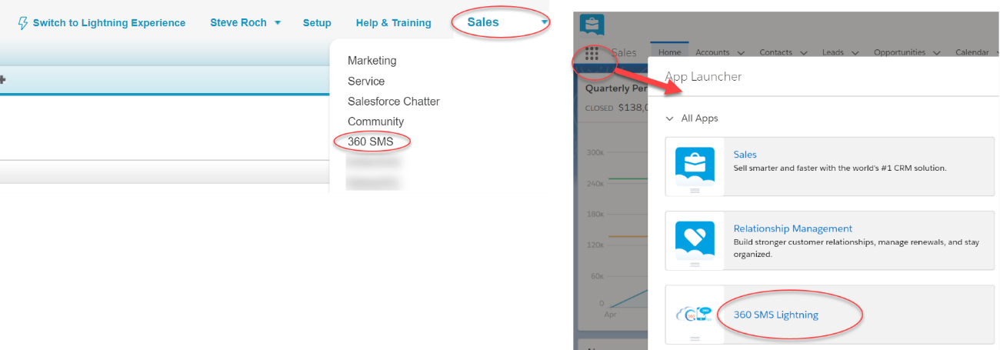 Switch to Lightning Experience Steve Roch Setup Help & Training Sales
Marketing
Service
Salesforce Chatter
Community
360 SMS
Sales Home Accounts Contacts Leads Opportunities Calendar
App Launcher
Quarterly Per
CLOSED $138,0
All Apps
Sales
Sell smarter and faster with the world's #1 CRM solution.
Relationship Management
Build stronger customer relationships, manage renewals, and stay
organized.
360 SMS Lightning
300K
240K
180K
120K
60K
0
Apr